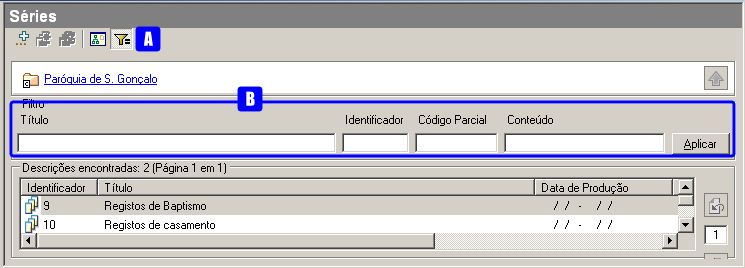 Séries
A
Paróquia de S. Gonçalo
B
Filtro
Título Identificador Código Parcial Conteúdo
Aplicar
Descrições encontradas: 2 (Página 1 em 1)
Identificador Título Data de Produção
9 Registos de Baptismo / / - / /
10 Registos de casamento / / - / /
1